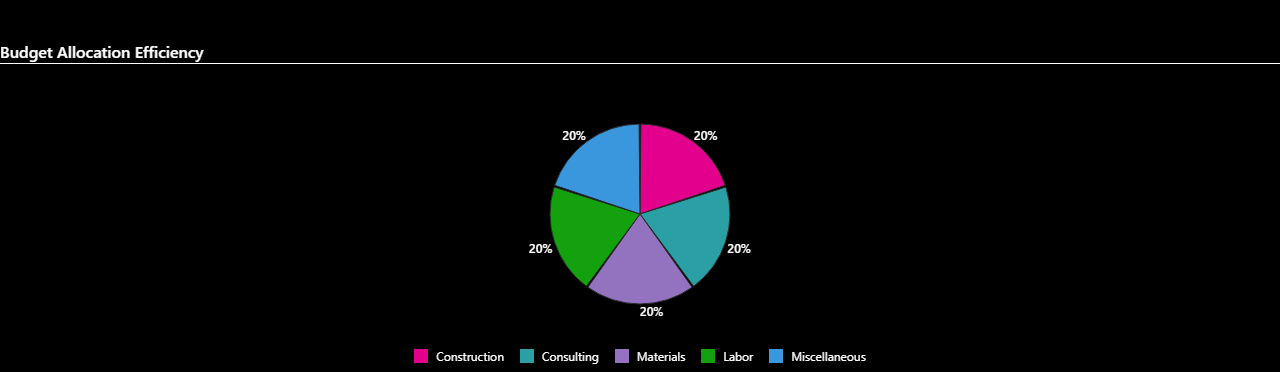 Budget Allocation Efficiency
20% 20%
20% 20%
20%
Construction Consulting Materials Labor Miscellaneous